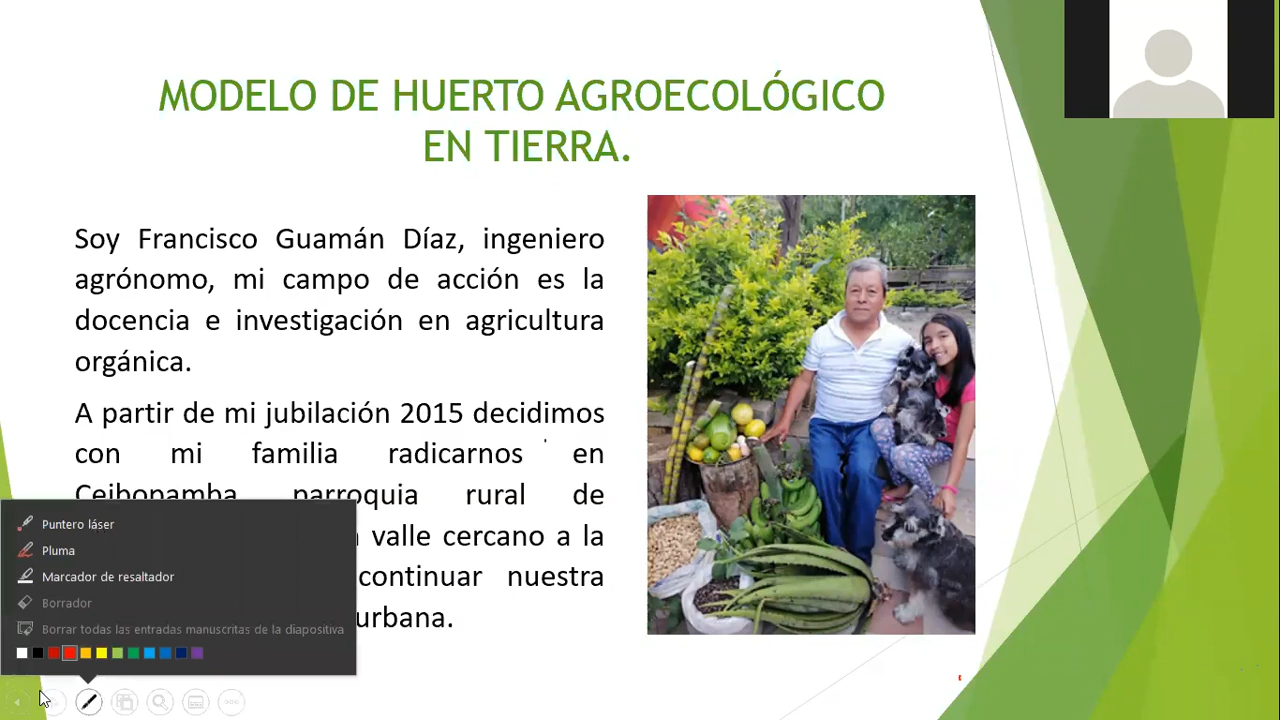 MODELO DE HUERTO AGROECOLÓGICO
EN TIERRA.
Soy Francisco Guamán Díaz, ingeniero
agrónomo, mi campo de acción es la
docencia e investigación en agricultura
orgánica.
A partir de mi jubilación 2015 decidimos
con mi familia radicarnos en
Ceibopamba parroquia rural de
valle cercano a la
continuar nuestra
urbana.
Puntero láser
Pluma
Marcador de resaltador
Borrador
Borrar todas las entradas manuscritas de la diapositiva